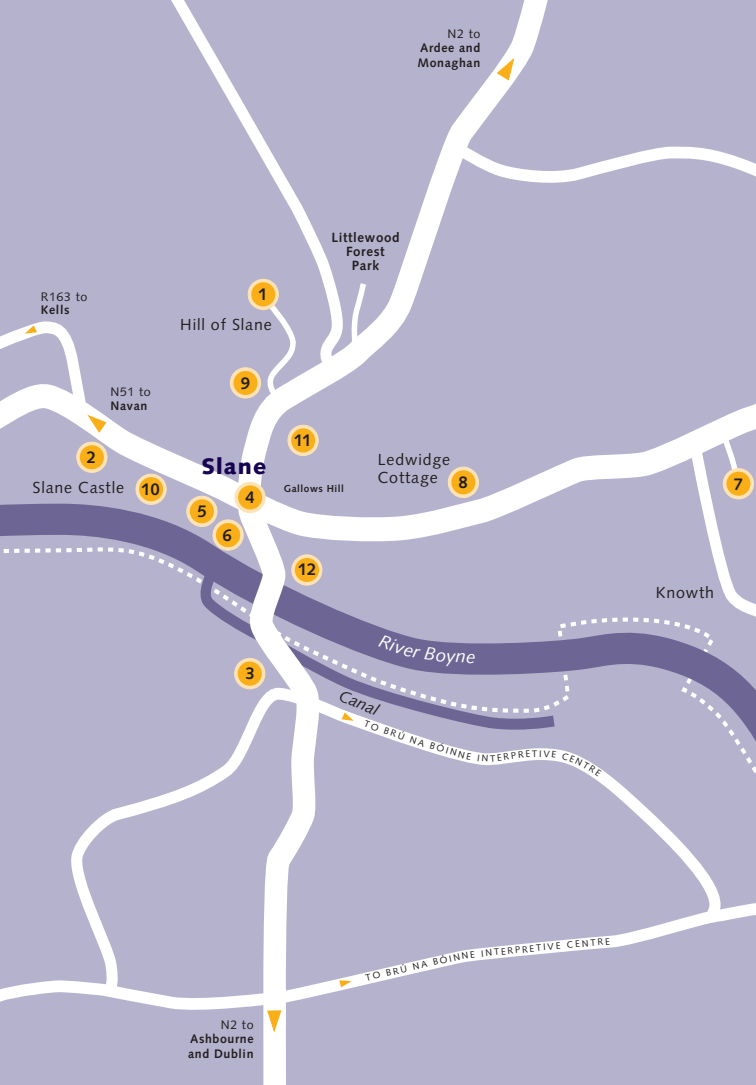 N2 to
Ardee and
Monaghan
Littlewood
Forest
Park
R163 to
Kells
1
Hill of Slane
9
N51 to
Navan
11
2
Slane
Ledwidge
Cottage
8
7
Slane Castle
10
4
Gallows Hill
5
6
12
Knowth
River Boyne
3
Canal
TO BRÚ NA BÓINNE INTERPRETIVE CENTRE
TO BRÚ NA BÓINNE INTERPRETIVE CENTRE
N2 to
Ashbourne
and Dublin